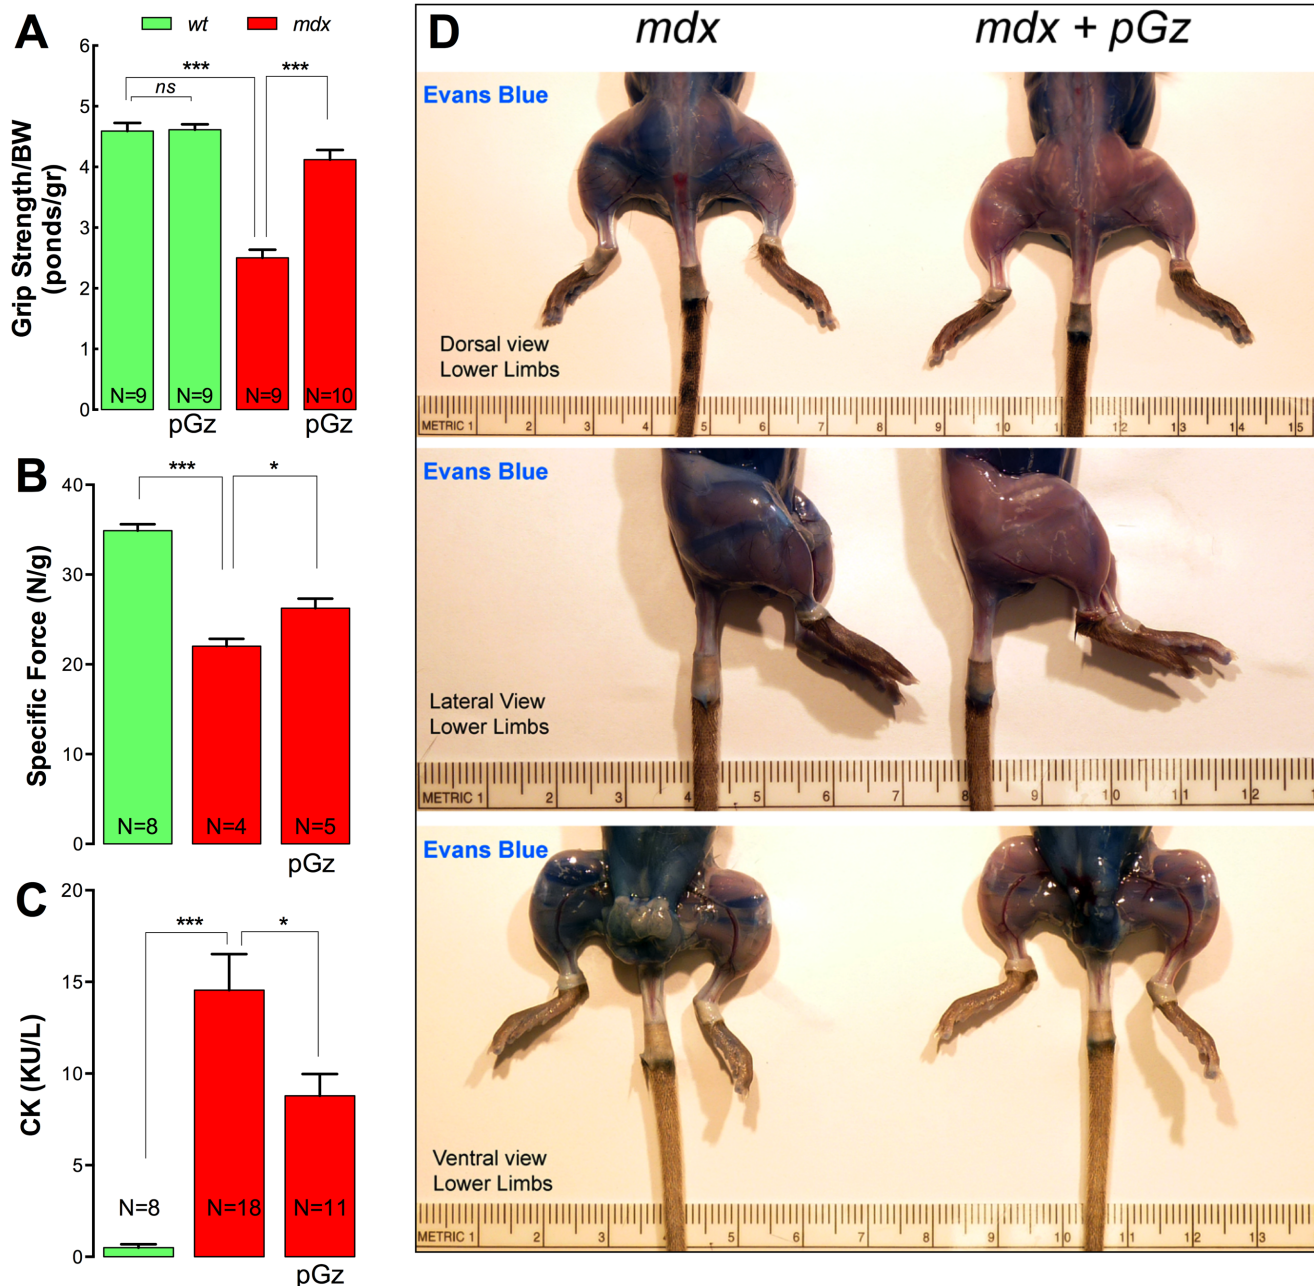 A
wt
mdx
Grip Strength/BW
(ponds/gr)
6
5
4
3
2
1
0
***
***
ns
N=9
N=9
N=9
N=10
pGz
pGz
B
Specific Force (N/g)
40
30
20
10
0
***
*
N=8
N=4
N=5
pGz
C
CK (KU/L)
20
15
10
5
0
***
*
N=8
N=18
N=11
pGz
D
mdx
mdx + pGz
Evans Blue
Dorsal view
Lower Limbs
METRIC 1 2 3 4 5 6 7 8 9 10 11 12 13 14 15
Evans Blue
Lateral View
Lower Limbs
METRIC 1 2 3 4 5 6 7 8 9 10 11 12 1
Evans Blue
Ventral view
Lower Limbs
METRIC 1 2 3 4 5 6 7 8 9 10 11 12 13